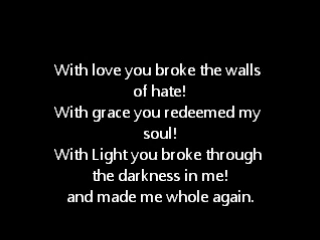 With love you broke the walls
of hate!
With grace you redeemed my
soul!
With Light you broke through
the darkness in me!
and made me whole again.